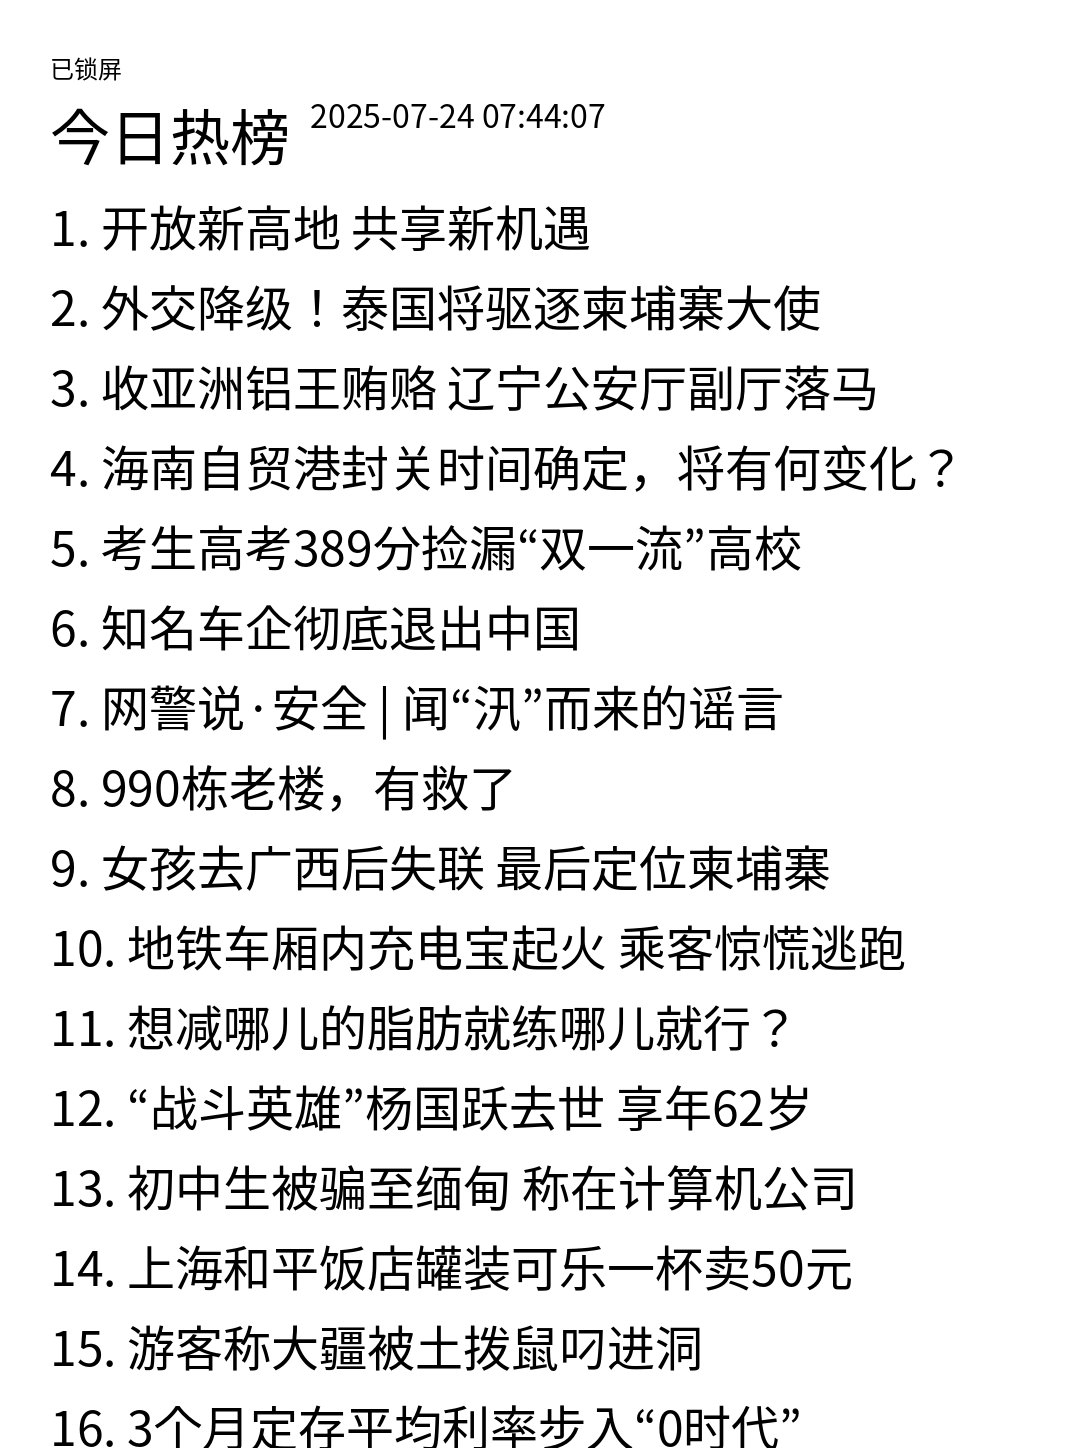 已锁屏
今日热榜 2025-07-24 07:44:07
1. 开放新高地 共享新机遇
2. 外交降级！泰国将驱逐柬埔寨大使
3. 收亚洲铝王贿赂 辽宁公安厅副厅落马
4. 海南自贸港封关时间确定，将有何变化？
5. 考生高考389分捡漏“双一流”高校
6. 知名车企彻底退出中国
7. 网警说·安全 | 闻“汛”而来的谣言
8. 990栋老楼，有救了
9. 女孩去广西后失联 最后定位柬埔寨
10. 地铁车厢内充电宝起火 乘客惊慌逃跑
11. 想减哪儿的脂肪就练哪儿就行？
12. “战斗英雄”杨国跃去世 享年62岁
13. 初中生被骗至缅甸 称在计算机公司
14. 上海和平饭店罐装可乐一杯卖50元
15. 游客称大疆被土拨鼠叼进洞
16. 3个月定存平均利率步入“0时代”